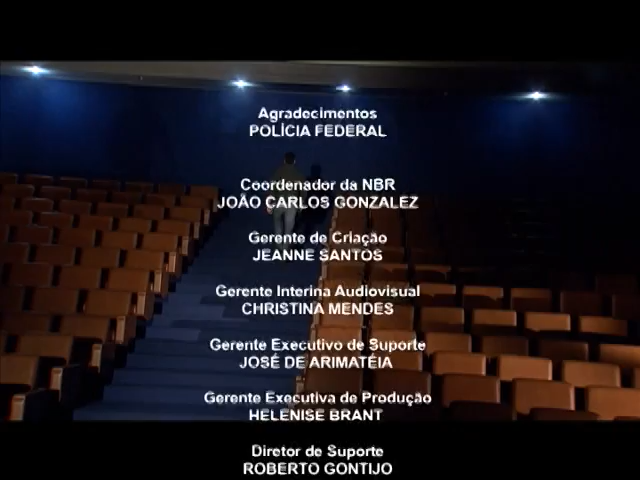 Agradecimentos
POLÍCIA FEDERAL
Coordenador da NBR
JOÃO CARLOS GONZALEZ
Gerente de Criação
JEANNE SANTOS
Gerente Interina Audiovisual
CHRISTINA MENDES
Gerente Executivo de Suporte
JOSÉ DE ARIMATÉIA
Gerente Executiva de Produção
HELENISE BRANT
Diretor de Suporte
ROBERTO GONTIJO